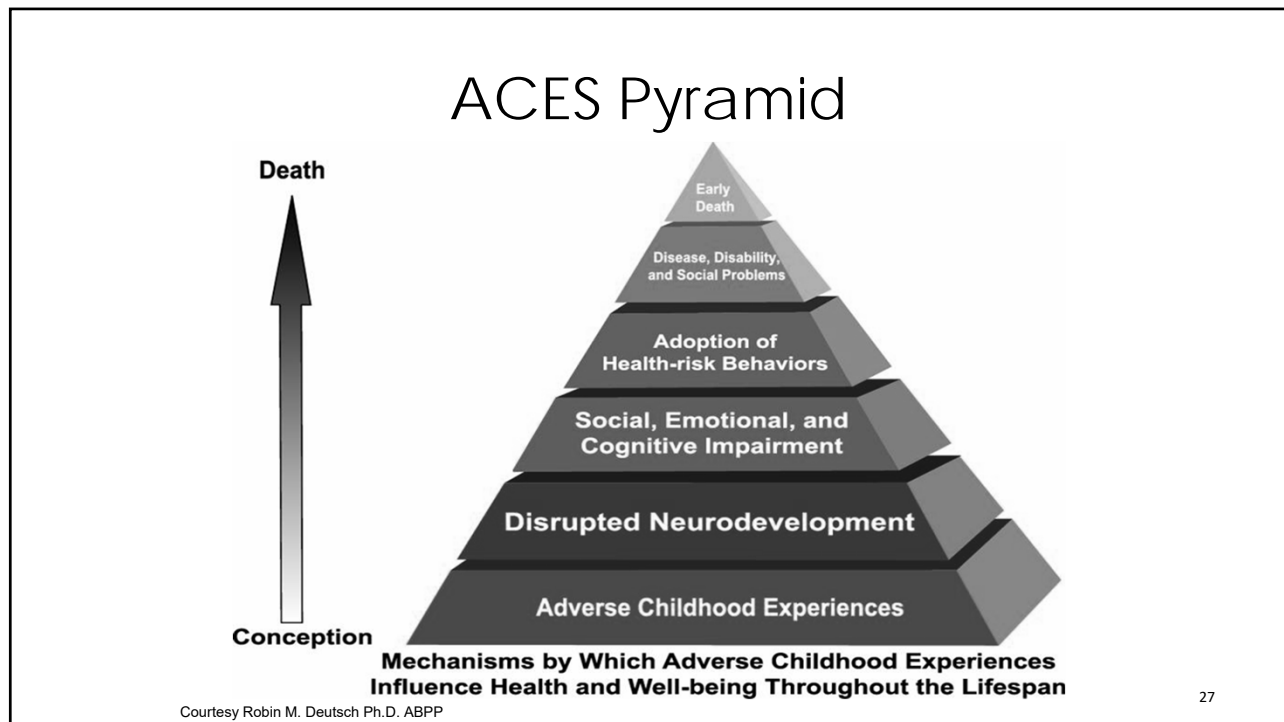 ACES Pyramid
Death
Early
Death
Disease, Disability,
and Social Problems
Adoption of
Health-risk Behaviors
Social, Emotional, and
Cognitive Impairment
Disrupted Neurodevelopment
Adverse Childhood Experiences
Conception
Mechanisms by Which Adverse Childhood Experiences
Influence Health and Well-being Throughout the Lifespan
Courtesy Robin M. Deutsch Ph.D. ABPP
27